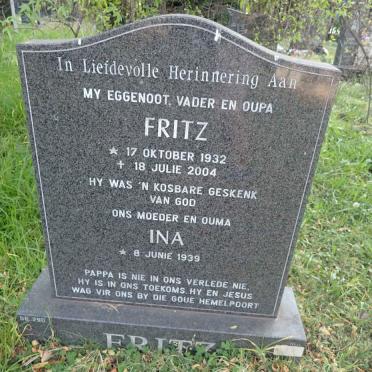 In Liefdevolle Herinnering Aan
MY EGGENOOT, VADER EN OUPA
FRITZ
★ 17 OKTOBER 1932
✝ 18 JULIE 2004
HY WAS 'N KOSBARE GESKENK
VAN GOD
ONS MOEDER EN OUMA
INA
★ 8 JUNIE 1939
PAPPA IS NIE IN ONS VERLEDE NIE,
HY IS IN ONS TOEKOMS. HY EN JESUS
WAG VIR ONS BY DIE GOUE HEMELPOORT
FRITZ